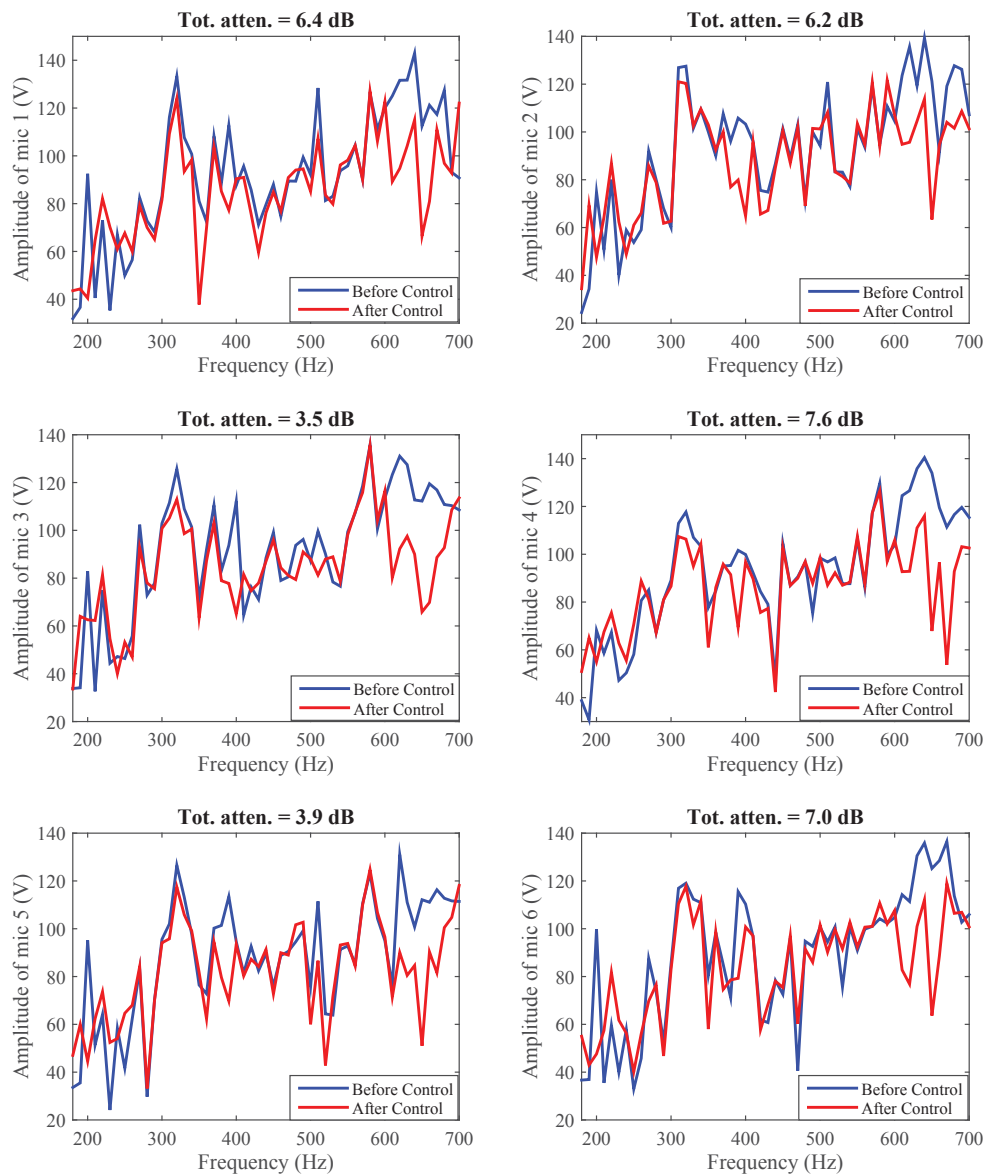 Tot. atten. = 6.4 dB
Amplitude of mic 1 (V)
140
120
100
80
60
40
Before Control
After Control
200 300 400 500 600 700
Frequency (Hz)
Tot. atten. = 6.2 dB
Amplitude of mic 2 (V)
140
120
100
80
60
40
20
Before Control
After Control
200 300 400 500 600 700
Frequency (Hz)
Tot. atten. = 3.5 dB
Amplitude of mic 3 (V)
140
120
100
80
60
40
20
Before Control
After Control
200 300 400 500 600 700
Frequency (Hz)
Tot. atten. = 7.6 dB
Amplitude of mic 4 (V)
140
120
100
80
60
40
Before Control
After Control
200 300 400 500 600 700
Frequency (Hz)
Tot. atten. = 3.9 dB
Amplitude of mic 5 (V)
140
120
100
80
60
40
20
Before Control
After Control
200 300 400 500 600 700
Frequency (Hz)
Tot. atten. = 7.0 dB
Amplitude of mic 6 (V)
140
120
100
80
60
40
20
Before Control
After Control
200 300 400 500 600 700
Frequency (Hz)